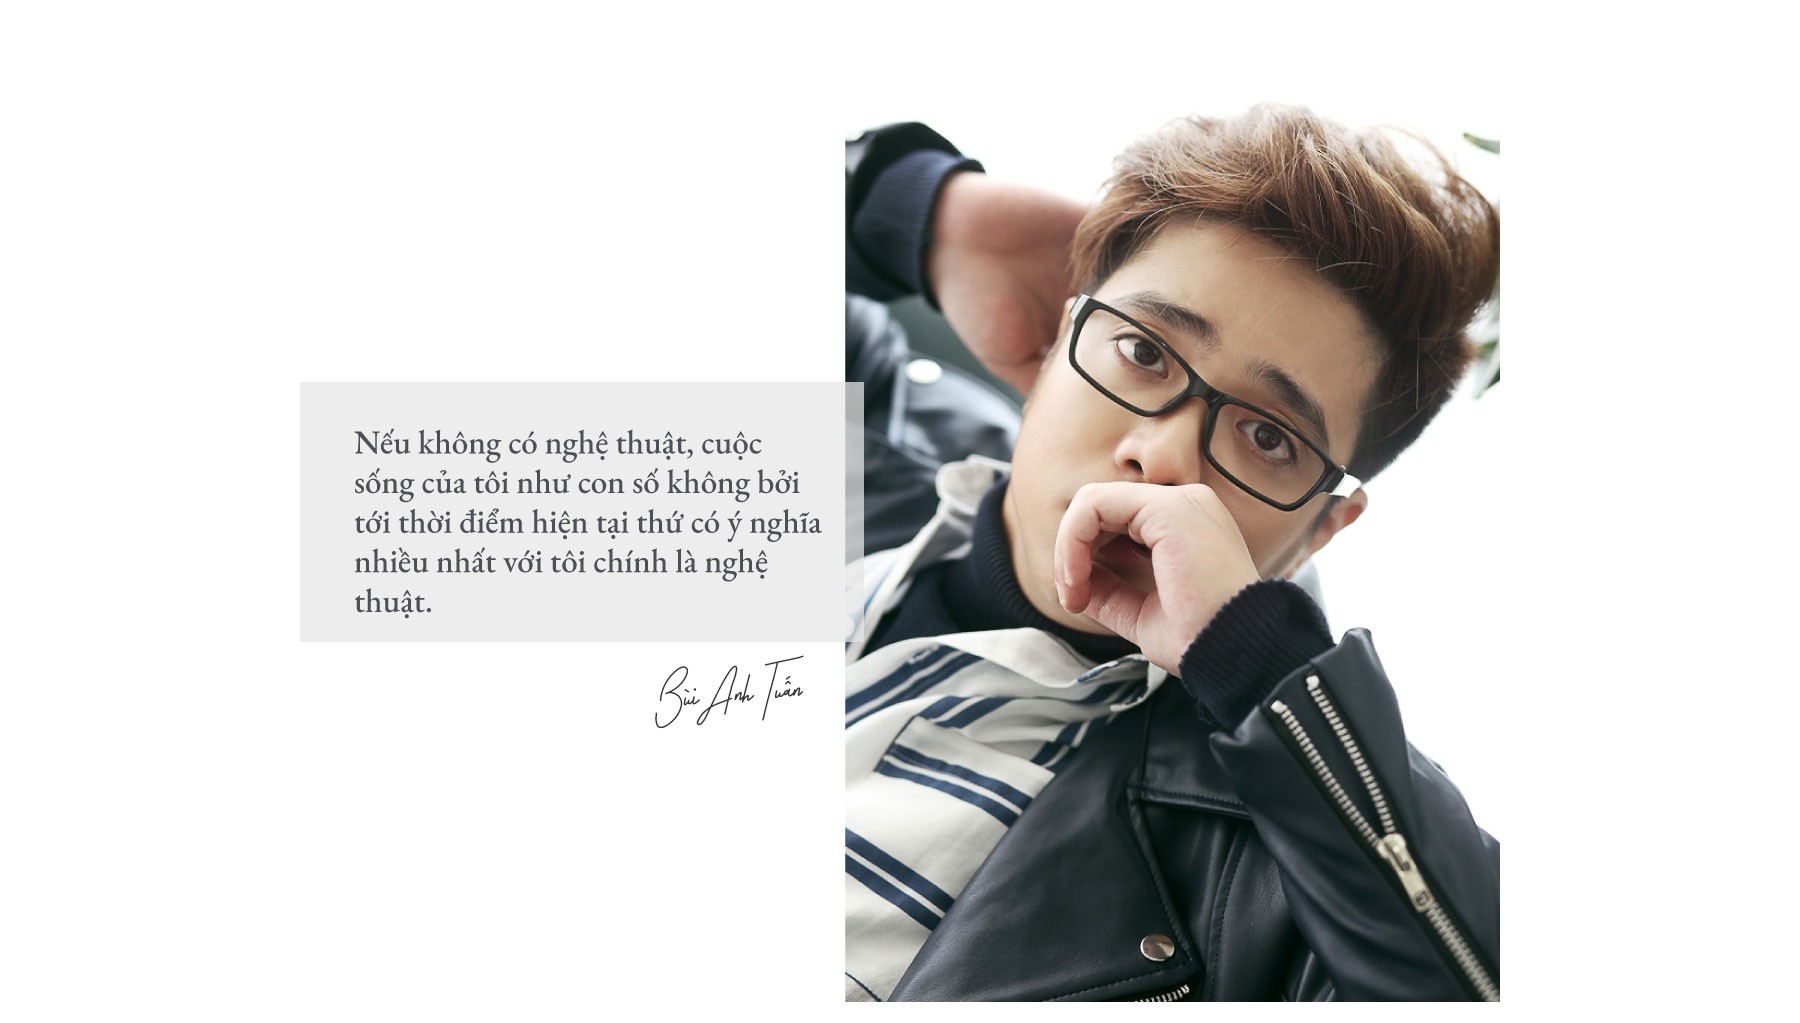 Nếu không có nghệ thuật, cuộc
sống của tôi như con số không bởi
tới thời điểm hiện tại thứ có ý nghĩa
nhiều nhất với tôi chính là nghệ
thuật.
Bùi Anh Tuấn